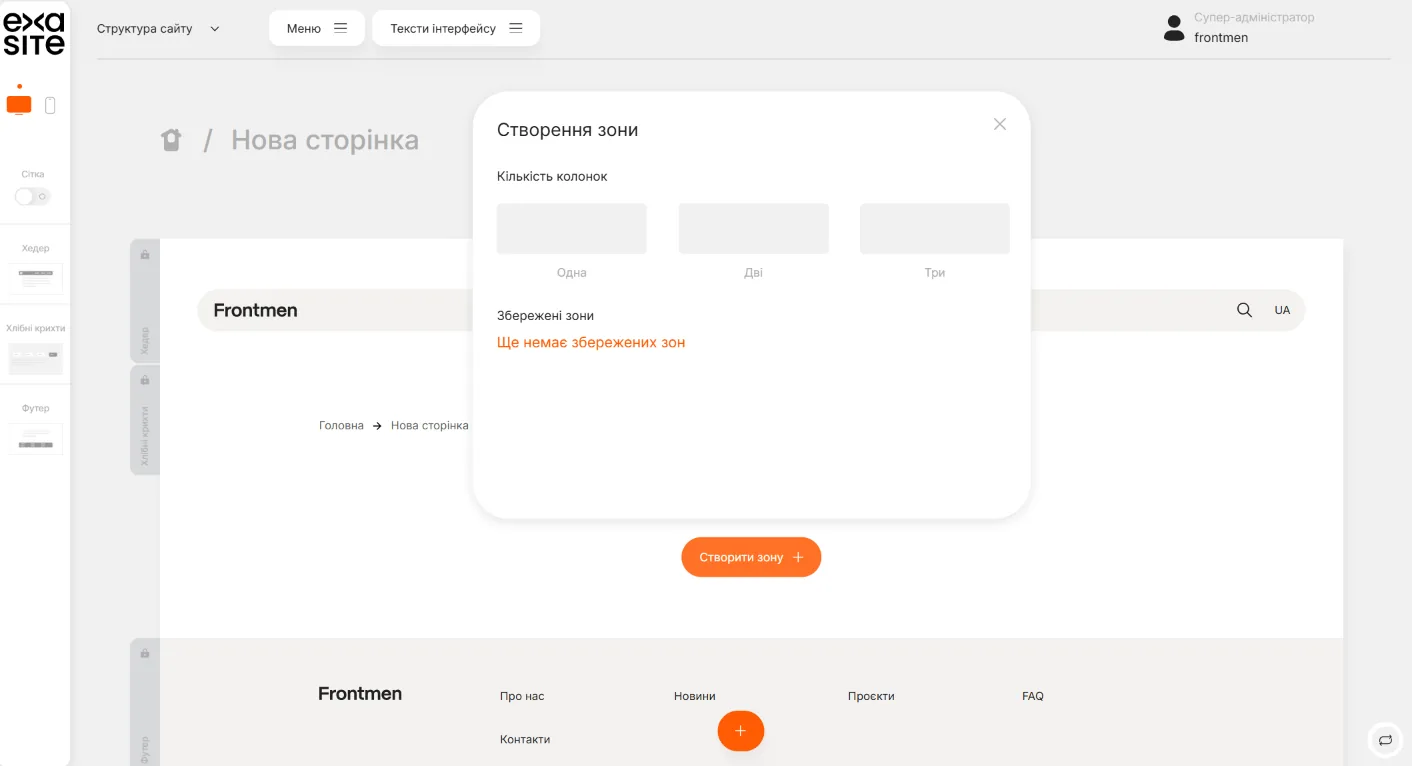 exa
SITE
Структура сайту
Меню
Тексти інтерфейсу
Супер-адміністратор
frontmen
/ Нова сторінка
Сітка
Хедер
Хлібні крихти
Футер
Створення зони
Кількість колонок
Одна
Дві
Три
Збережені зони
Ще немає збережених зон
Хедер
Frontmen
UA
Хлібні крихти
Головна → Нова сторінка
Створити зону +
Футер
Frontmen
Про нас
Новини
Проєкти
FAQ
Контакти
+